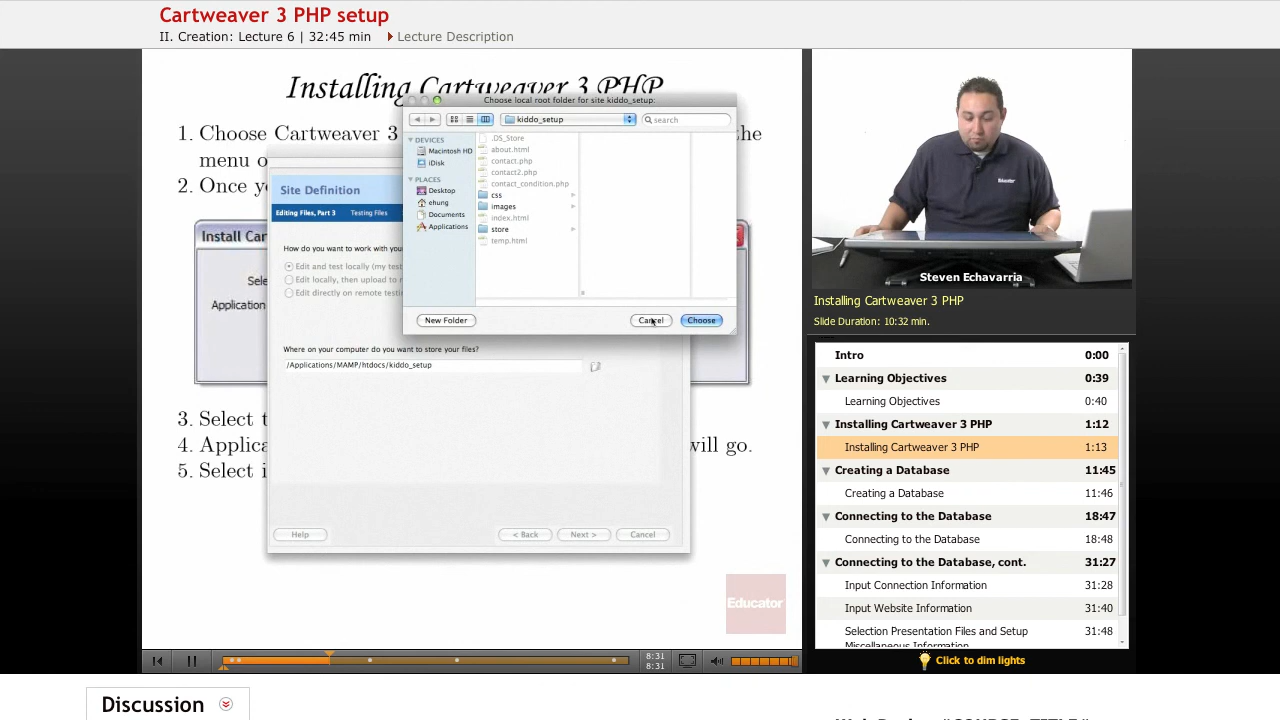 Cartweaver 3 PHP setup
II. Creation: Lecture 6 | 32:45 min
Lecture Description
Installing Cartweaver 3 PHP
1. Choose Cartweaver 3
the
menu o
2. Once y
Install Car
Sele
Application
3. Select t
4. Applica
will go.
5. Select i
Site Definition
Editing Files, Part 3
Testing Files
How do you want to work with your
Edit and test locally (my test
Edit locally, then upload to r
Edit directly on remote testi
Where on your computer do you want to store your files?
/Applications/MAMP/htdocs/kiddo_setup
Help
< Back
Next >
Cancel
Choose local root folder for site kiddo_setup:
kiddo_setup
search
DEVICES
Macintosh HD
iDisk
PLACES
Desktop
ehung
Documents
Applications
.DS_Store
about.html
contact.php
contact2.php
contact_condition.php
css
images
index.html
store
temp.html
New Folder
Cancel
Choose
Educator
8:31
8:31
Educator
Steven Echavarria
Installing Cartweaver 3 PHP
Slide Duration: 10:32 min.
Intro 0:00
Learning Objectives 0:39
Learning Objectives 0:40
Installing Cartweaver 3 PHP 1:12
Installing Cartweaver 3 PHP 1:13
Creating a Database 11:45
Creating a Database 11:46
Connecting to the Database 18:47
Connecting to the Database 18:48
Connecting to the Database, cont. 31:27
Input Connection Information 31:28
Input Website Information 31:40
Selection Presentation Files and Setup 31:48
Miscellaneous Information
Click to dim lights
Discussion